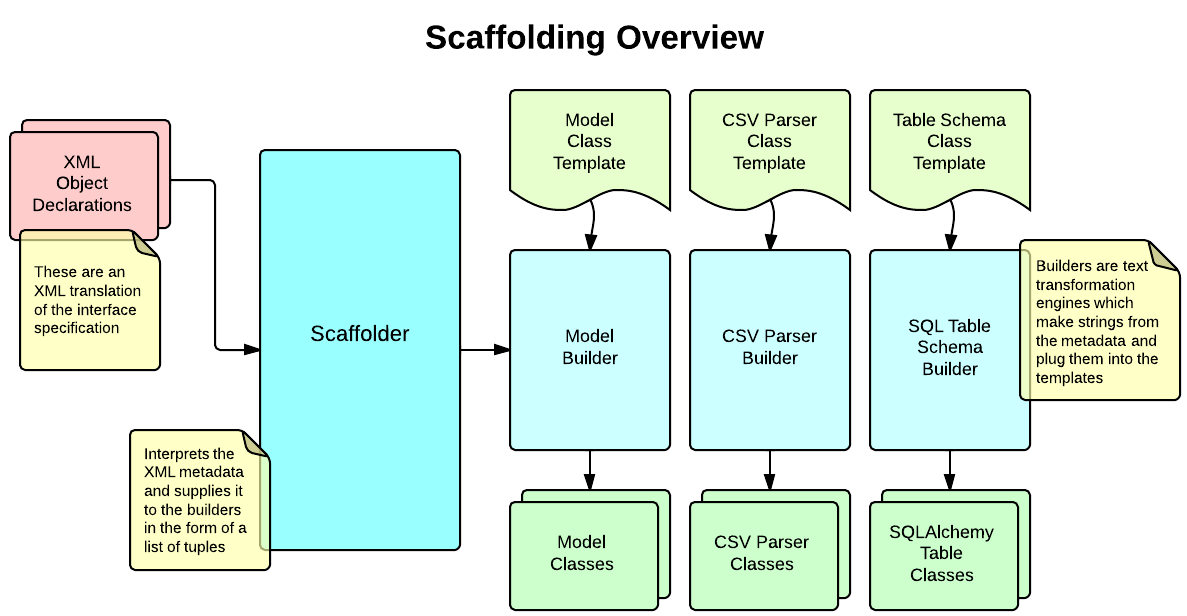 Scaffolding Overview
XML
Object
Declarations
These are an
XML translation
of the interface
specification
Scaffolder
Interprets the
XML metadata
and supplies it
to the builders
in the form of a
list of tuples
Model
Class
Template
CSV Parser
Class
Template
Table Schema
Class
Template
Model
Builder
CSV Parser
Builder
SQL Table
Schema
Builder
Builders are text
transformation
engines which
make strings from
the metadata and
plug them into the
templates
Model
Classes
CSV Parser
Classes
SQLAlchemy
Table
Classes